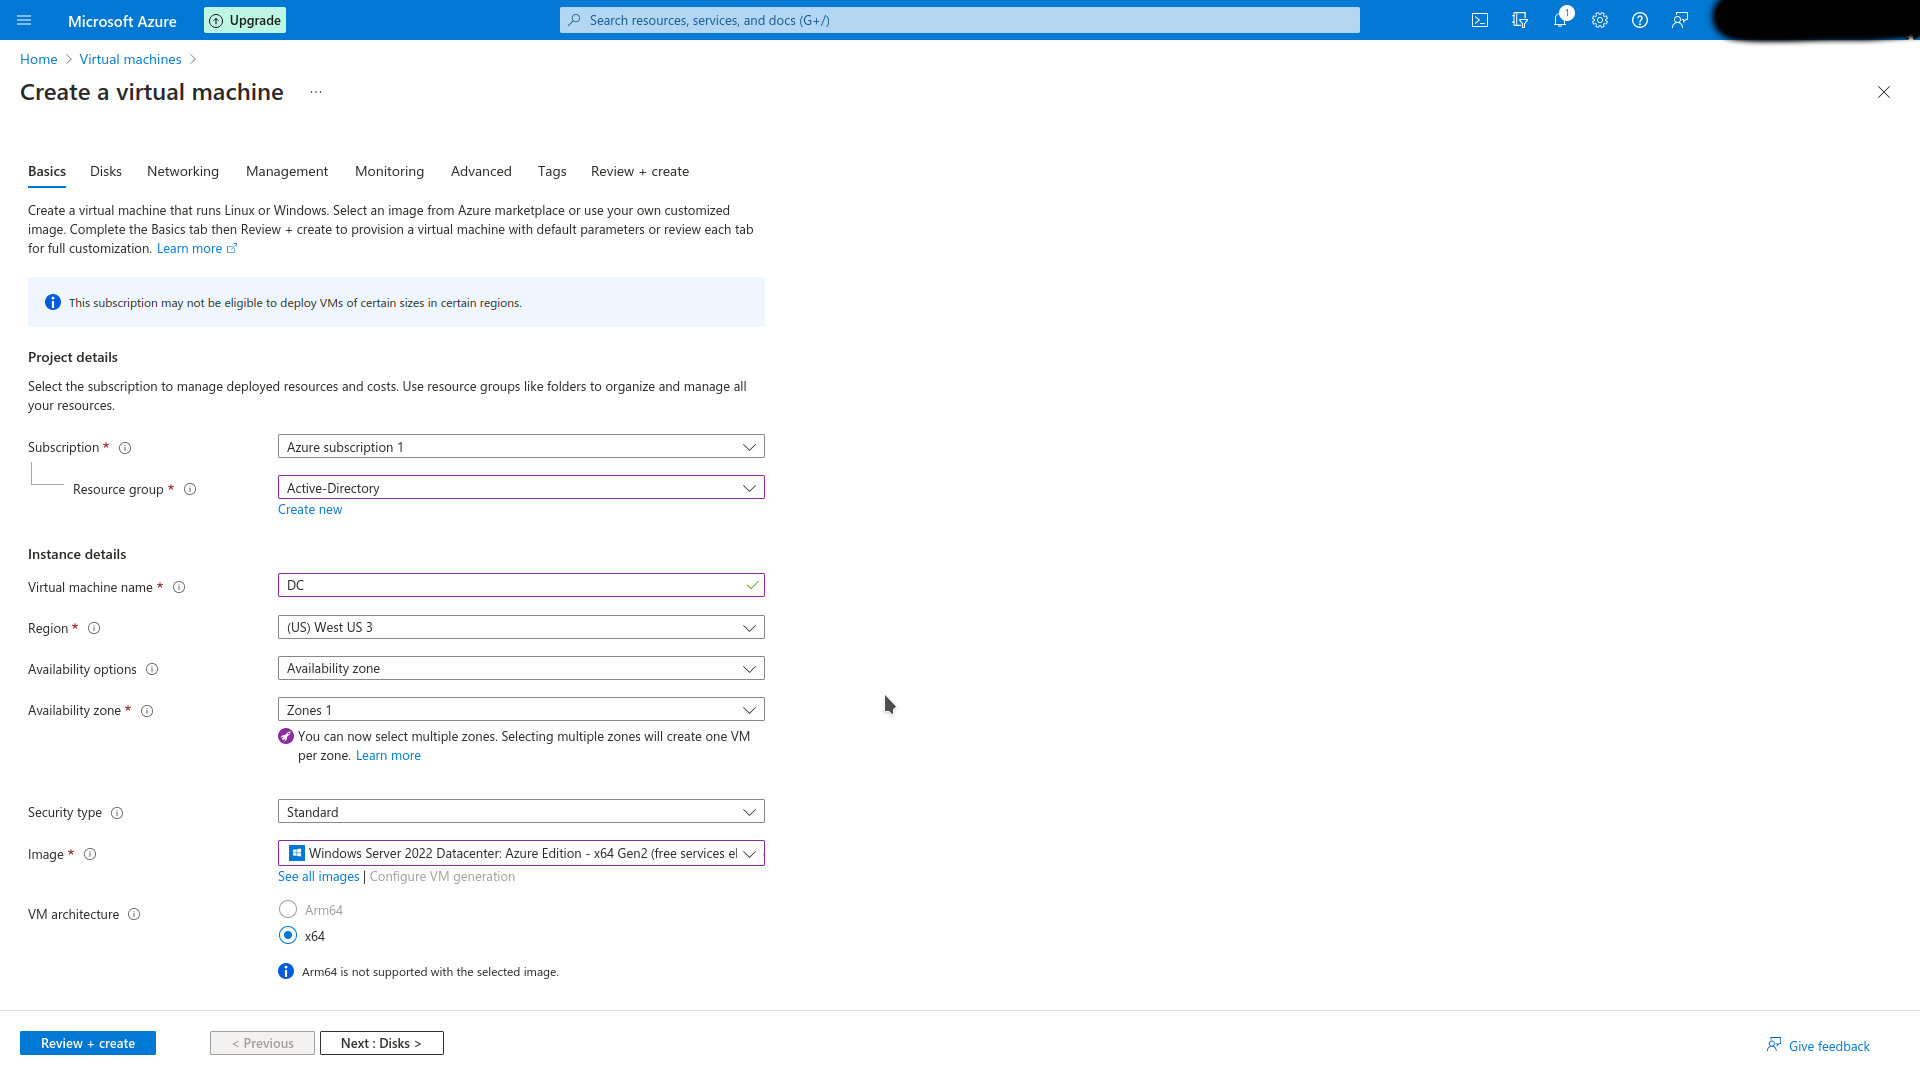 Microsoft Azure
Upgrade
Search resources, services, and docs (G+/)
1
Home > Virtual machines >
Create a virtual machine ...
Basics Disks Networking Management Monitoring Advanced Tags Review + create
Create a virtual machine that runs Linux or Windows. Select an image from Azure marketplace or use your own customized
image. Complete the Basics tab then Review + create to provision a virtual machine with default parameters or review each tab
for full customization. Learn more
This subscription may not be eligible to deploy VMs of certain sizes in certain regions.
Project details
Select the subscription to manage deployed resources and costs. Use resource groups like folders to organize and manage all
your resources.
Subscription * Azure subscription 1
Resource group * Active-Directory
Create new
Instance details
Virtual machine name * DC
Region * (US) West US 3
Availability options Availability zone
Availability zone * Zones 1
You can now select multiple zones. Selecting multiple zones will create one VM
per zone. Learn more
Security type Standard
Image * Windows Server 2022 Datacenter: Azure Edition - x64 Gen2 (free services el
See all images | Configure VM generation
VM architecture Arm64
x64
Arm64 is not supported with the selected image.
Review + create < Previous Next : Disks > Give feedback